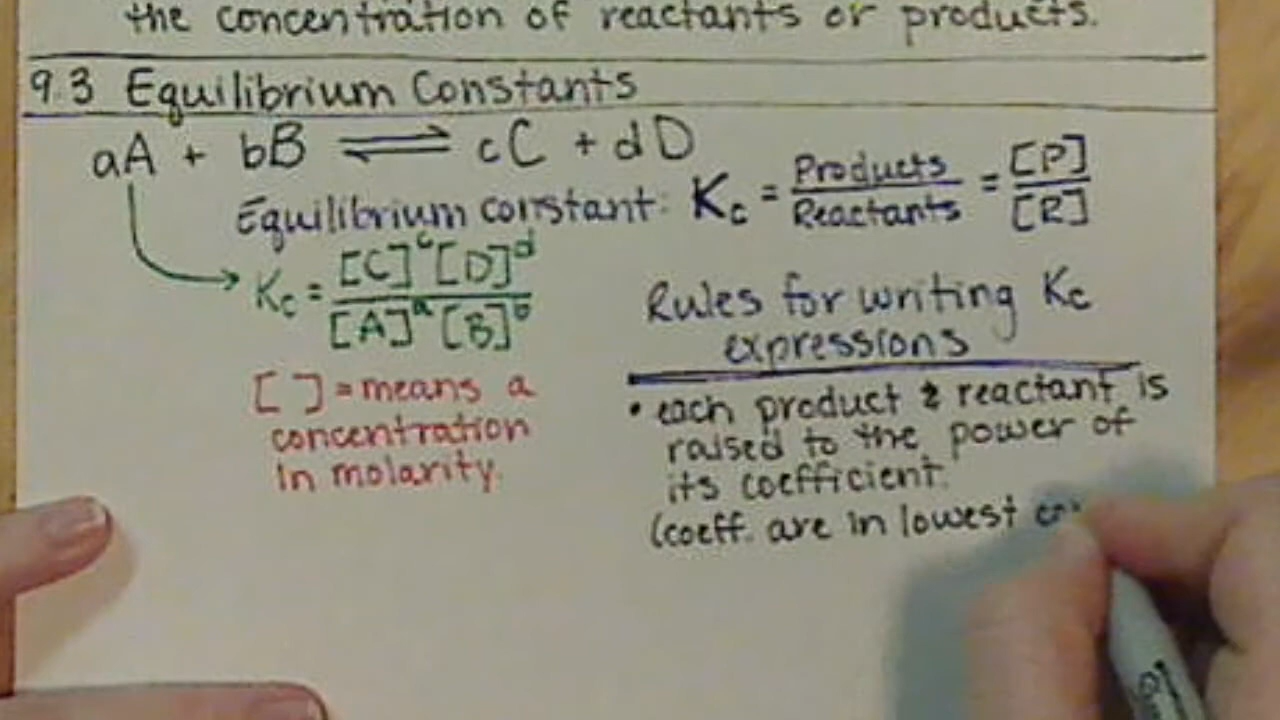 the concentration of reactants or products.
9.3 Equilibrium Constants
aA + bB ⇌ cC + dD
Equilibrium constant: Kc = Products / Reactants = [P] / [R]
Kc = [C]^c [D]^d / [A]^a [B]^b
[ ] = means a
concentration
in molarity.
Rules for writing Kc
expressions
• each product & reactant is
raised to the power of
its coefficient.
(coeff. are in lowest